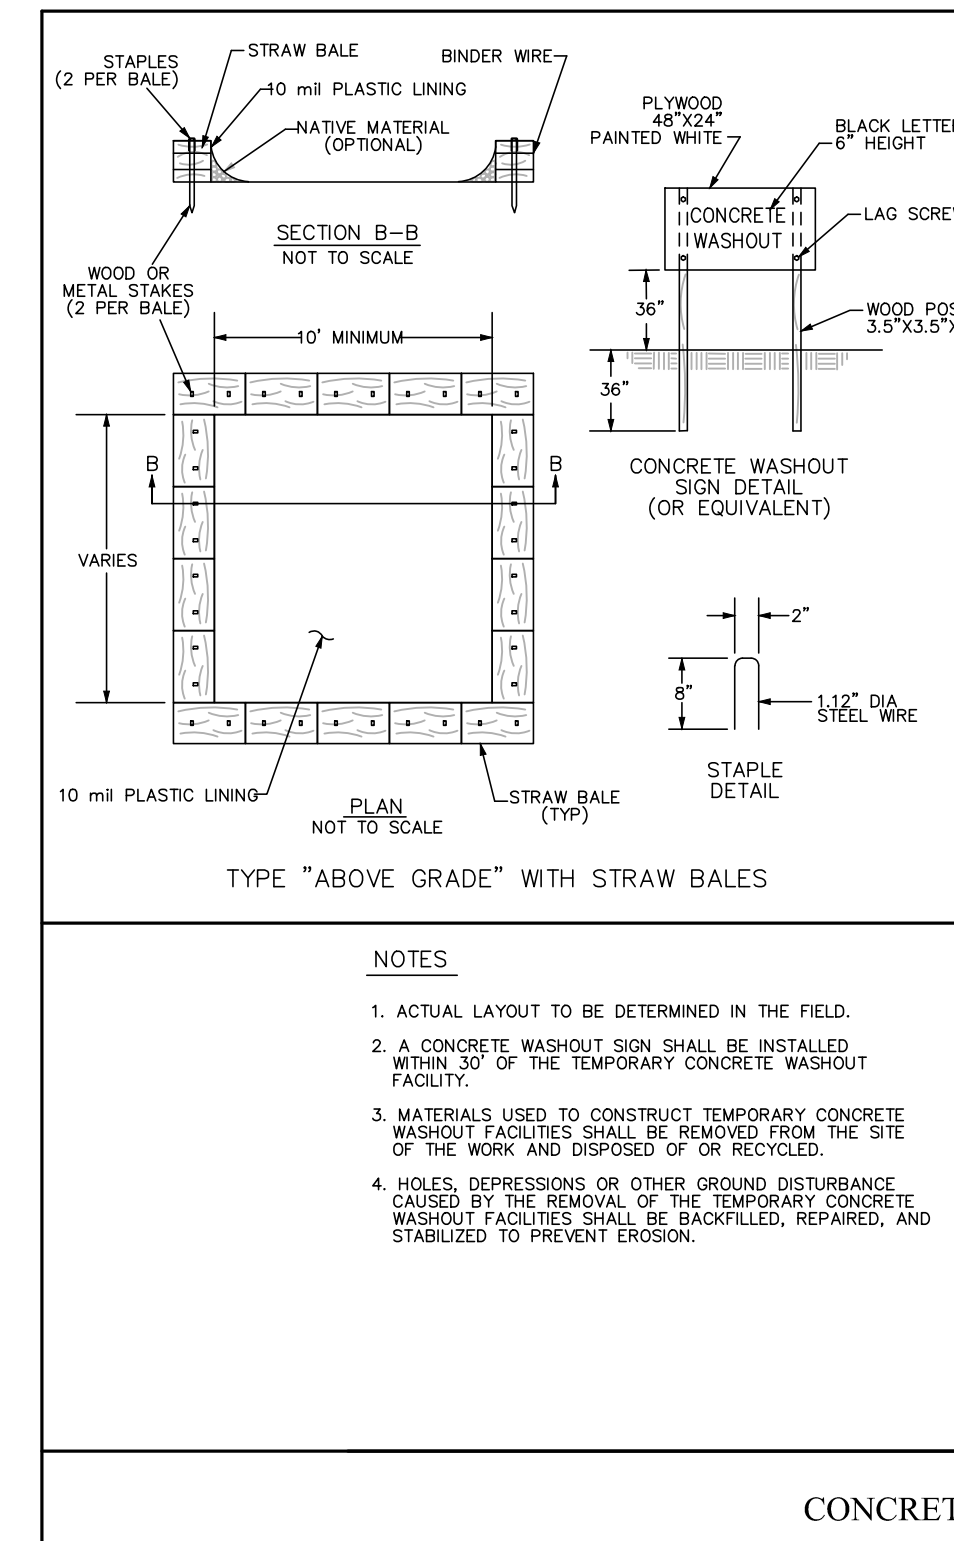 STAPLES
(2 PER BALE)
STRAW BALE
10 mil PLASTIC LINING
NATIVE MATERIAL
(OPTIONAL)
BINDER WIRE
SECTION B-B
NOT TO SCALE
WOOD OR
METAL STAKES
(2 PER BALE)
10' MINIMUM
B
B
VARIES
10 mil PLASTIC LINING
PLAN
NOT TO SCALE
STRAW BALE
(TYP)
PLYWOOD
48"X24"
PAINTED WHITE
BLACK
6" HEIGHT
CONCRETE
WASHOUT
LAG
36"
WOOD
3.5"X3.5"X
36"
CONCRETE WASHOUT
SIGN DETAIL
(OR EQUIVALENT)
2"
8"
1.12" DIA
STEEL WIRE
STAPLE
DETAIL
TYPE "ABOVE GRADE" WITH STRAW BALES
NOTES
1. ACTUAL LAYOUT TO BE DETERMINED IN THE FIELD.
2. A CONCRETE WASHOUT SIGN SHALL BE INSTALLED
WITHIN 30' OF THE TEMPORARY CONCRETE WASHOUT
FACILITY.
3. MATERIALS USED TO CONSTRUCT TEMPORARY CONCRETE
WASHOUT FACILITIES SHALL BE REMOVED FROM THE SITE
OF THE WORK AND DISPOSED OF OR RECYCLED.
4. HOLES, DEPRESSIONS OR OTHER GROUND DISTURBANCE
CAUSED BY THE REMOVAL OF THE TEMPORARY CONCRETE
WASHOUT FACILITIES SHALL BE BACKFILLED, REPAIRED, AND
STABILIZED TO PREVENT EROSION.